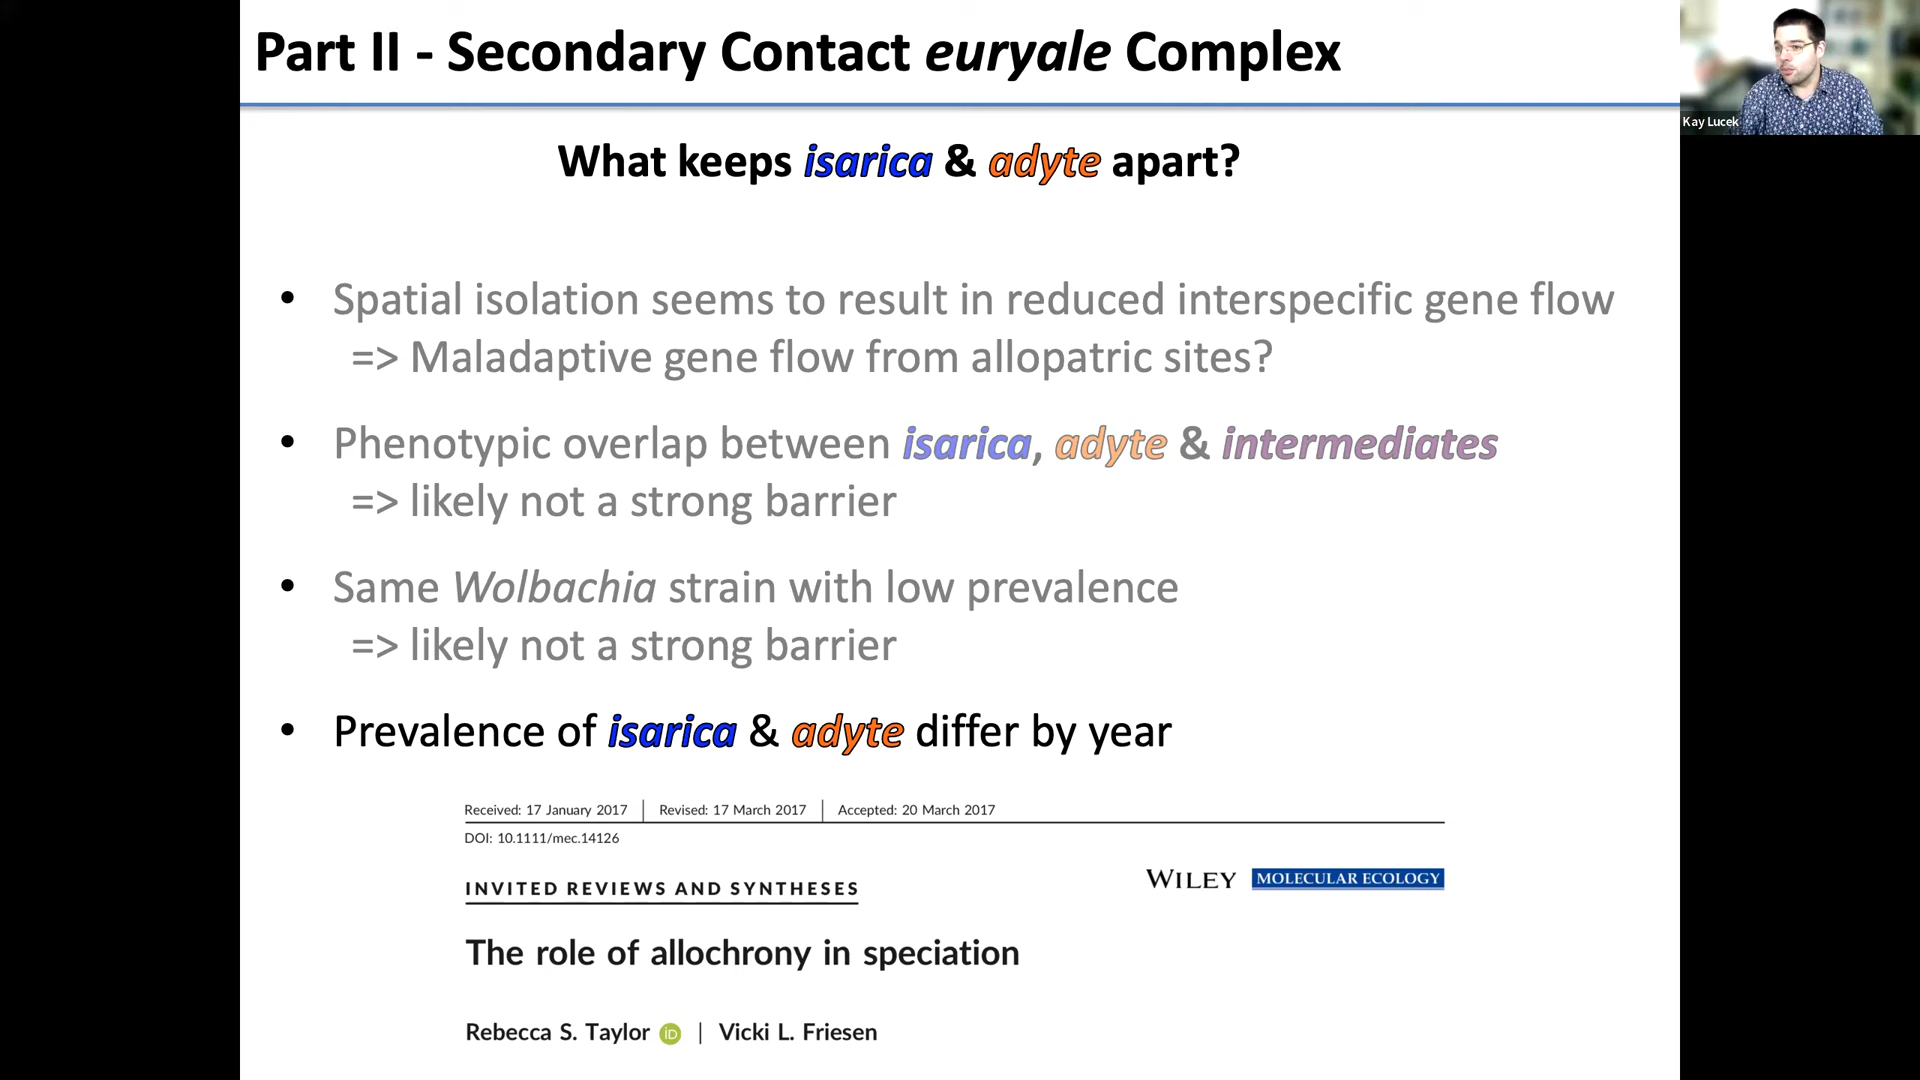 Part II - Secondary Contact euryale Complex
Kay Lucek
What keeps isarica & adyte apart?
• Spatial isolation seems to result in reduced interspecific gene flow
=> Maladaptive gene flow from allopatric sites?
• Phenotypic overlap between isarica, adyte & intermediates
=> likely not a strong barrier
• Same Wolbachia strain with low prevalence
=> likely not a strong barrier
• Prevalence of isarica & adyte differ by year
Received: 17 January 2017 | Revised: 17 March 2017 | Accepted: 20 March 2017
DOI: 10.1111/mec.14126
WILEY MOLECULAR ECOLOGY
INVITED REVIEWS AND SYNTHESES
The role of allochrony in speciation
Rebecca S. Taylor iD | Vicki L. Friesen